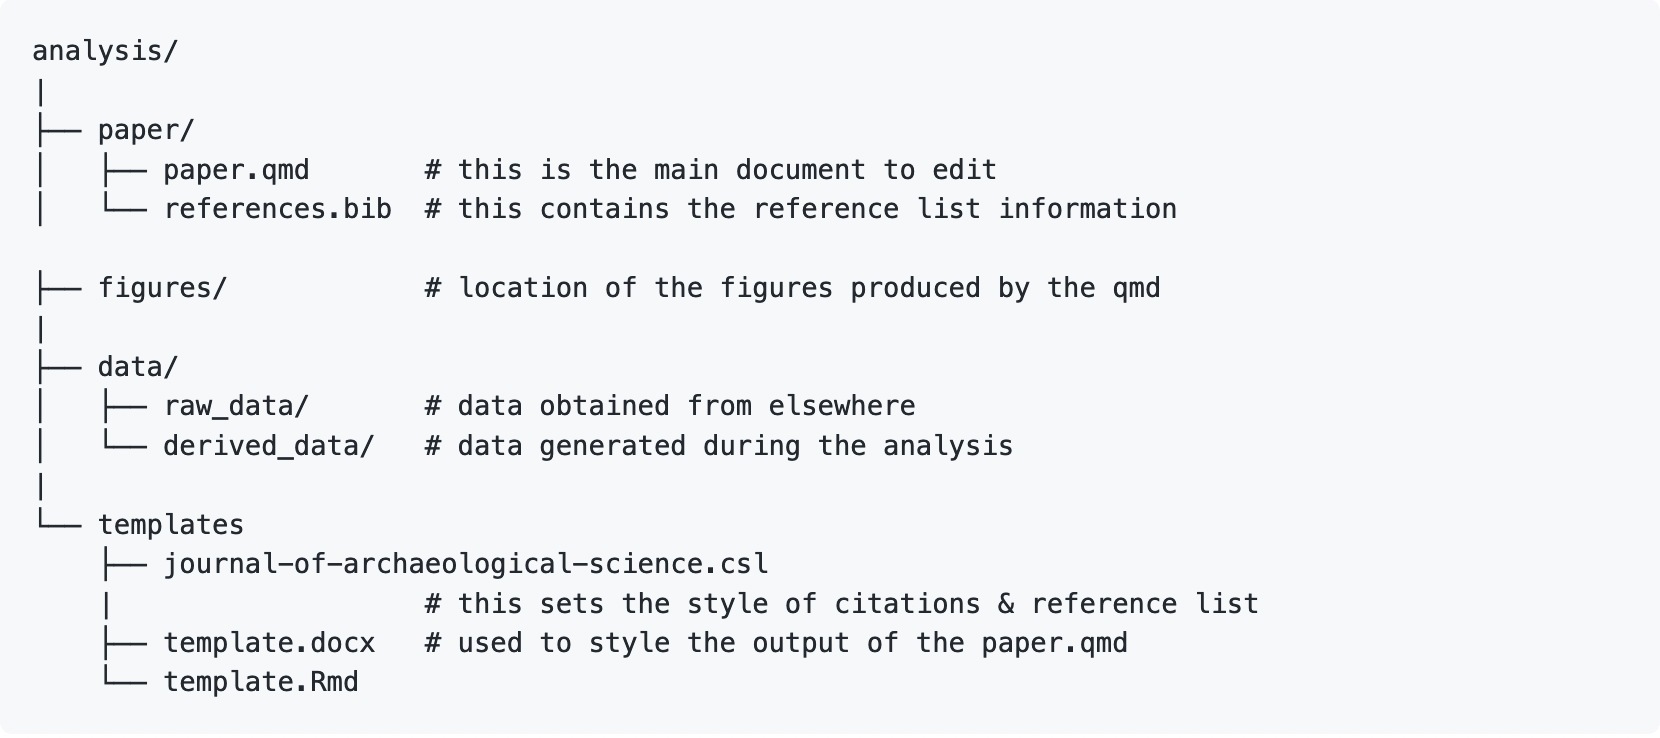 analysis/
|
├── paper/
│   ├── paper.qmd       # this is the main document to edit
│   └── references.bib  # this contains the reference list information

├── figures/            # location of the figures produced by the qmd
|
├── data/
│   ├── raw_data/       # data obtained from elsewhere
│   └── derived_data/   # data generated during the analysis
|
└── templates
    ├── journal-of-archaeological-science.csl
    |                   # this sets the style of citations & reference list
    ├── template.docx   # used to style the output of the paper.qmd
    └── template.Rmd